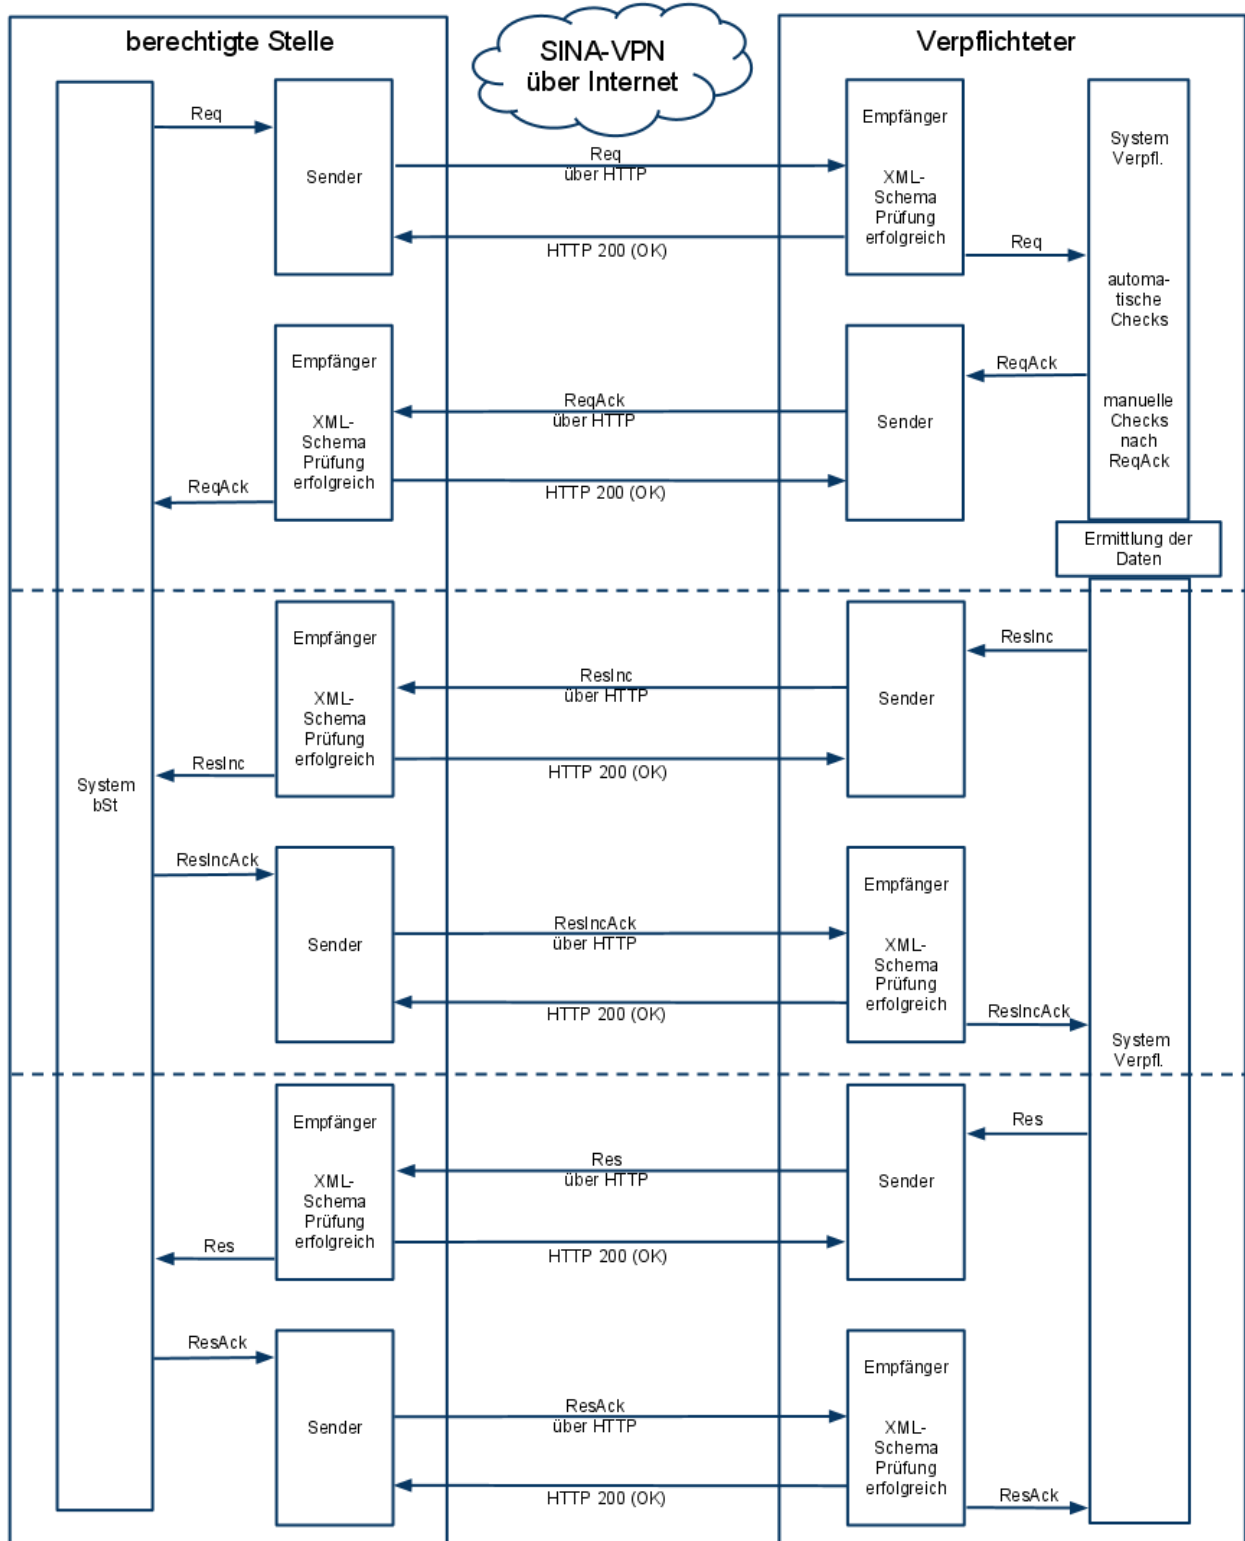 berechtigte Stelle
SINA-VPN
über Internet
Verpflichteter
Req
Sender
Req
über HTTP
HTTP 200 (OK)
Empfänger
XML-
Schema
Prüfung
erfolgreich
Req
System
Verpfl.
automa-
tische
Checks
manuelle
Checks
nach
ReqAck
ReqAck
Sender
ReqAck
über HTTP
HTTP 200 (OK)
Empfänger
XML-
Schema
Prüfung
erfolgreich
ReqAck
Ermittlung der
Daten
ResInc
Sender
ResInc
über HTTP
HTTP 200 (OK)
Empfänger
XML-
Schema
Prüfung
erfolgreich
ResInc
System
bSt
ResIncAck
Sender
ResIncAck
über HTTP
HTTP 200 (OK)
Empfänger
XML-
Schema
Prüfung
erfolgreich
ResIncAck
System
Verpfl.
Res
Sender
Res
über HTTP
HTTP 200 (OK)
Empfänger
XML-
Schema
Prüfung
erfolgreich
Res
ResAck
Sender
ResAck
über HTTP
HTTP 200 (OK)
Empfänger
XML-
Schema
Prüfung
erfolgreich
ResAck